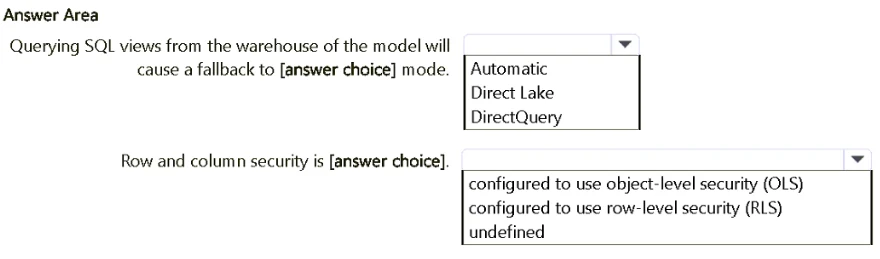 Answer Area
Querying SQL views from the warehouse of the model will
cause a fallback to [answer choice] mode.
Automatic
Direct Lake
DirectQuery
Row and column security is [answer choice].
configured to use object-level security (OLS)
configured to use row-level security (RLS)
undefined